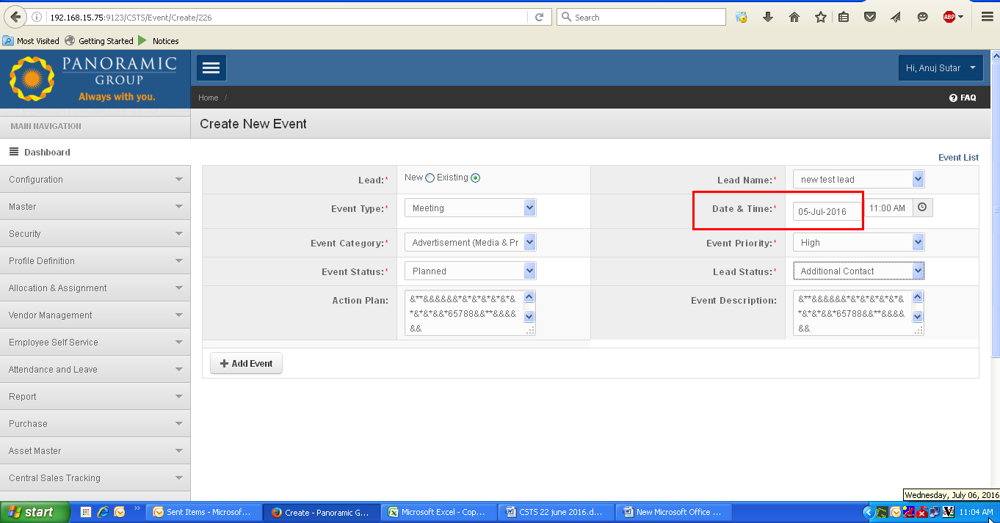 192.168.15.75:9123/CSTS/Event/Create/226
Search
ABP
Most Visited
Getting Started
Notices
PANORAMIC
GROUP
Always with you.
Hi, Anuj Sutar
Home /
FAQ
MAIN NAVIGATION
Create New Event
Dashboard
Event List
Configuration
Master
Security
Profile Definition
Allocation & Assignment
Vendor Management
Employee Self Service
Attendance and Leave
Report
Purchase
Asset Master
Central Sales Tracking
Lead:* New Existing
Lead Name:* new test lead
Event Type:* Meeting
Date & Time:* 05-Jul-2016 11:00 AM
Event Category:* Advertisement (Media & Pr
Event Priority:* High
Event Status:* Planned
Lead Status:* Additional Contact
Action Plan:
&**&&&&&&*&*&*&*&*&*&
*&*&*&&*65788&&**&&&&
&&
Event Description:
&**&&&&&&*&*&*&*&*&*&
*&*&*&&*65788&&**&&&&
&&
+ Add Event
Wednesday, July 06, 2016
start
Sent Items - Microsof...
Create - Panoramic G...
Microsoft Excel - Cop...
CSTS 22 june 2016.d...
New Microsoft Office ...
11:04 AM